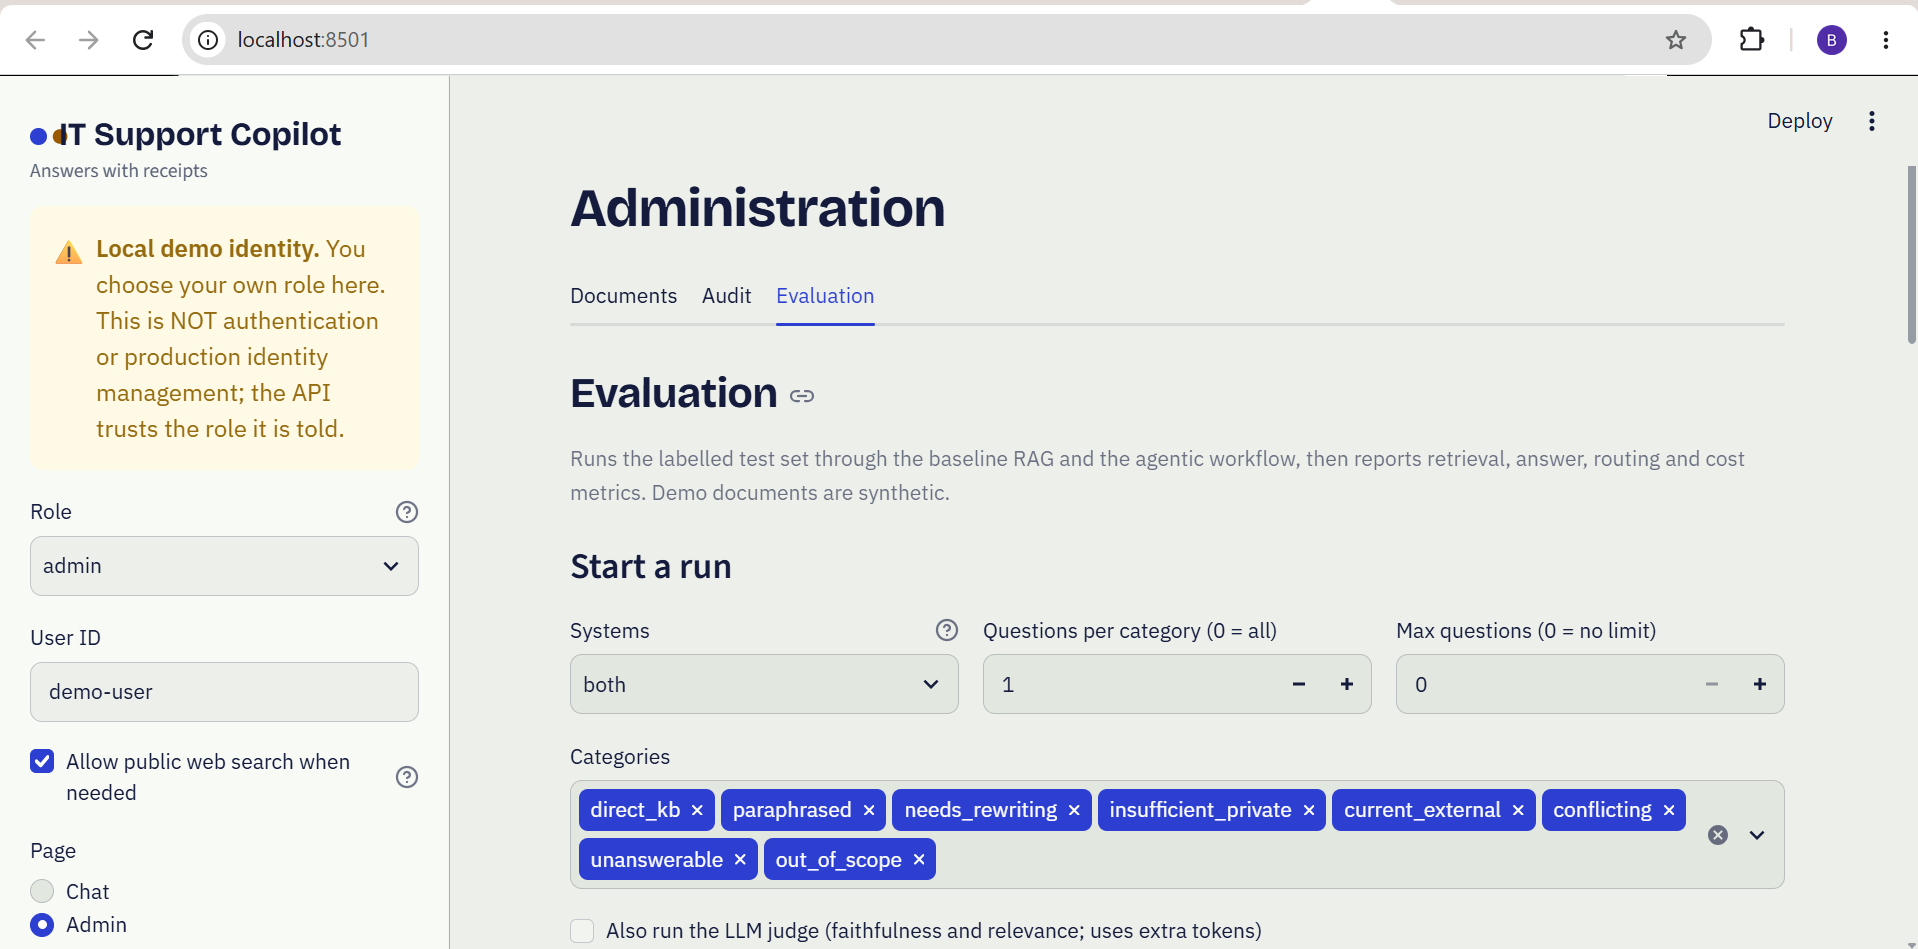 localhost:8501
B
IT Support Copilot
Answers with receipts
Local demo identity. You
choose your own role here.
This is NOT authentication
or production identity
management; the API
trusts the role it is told.
Role
admin
User ID
demo-user
Allow public web search when
needed
Page
Chat
Admin
Deploy
Administration
Documents Audit Evaluation
Evaluation
Runs the labelled test set through the baseline RAG and the agentic workflow, then reports retrieval, answer, routing and cost
metrics. Demo documents are synthetic.
Start a run
Systems Questions per category (0 = all) Max questions (0 = no limit)
both 1 0
Categories
direct_kb paraphrased needs_rewriting insufficient_private current_external conflicting
unanswerable out_of_scope
Also run the LLM judge (faithfulness and relevance; uses extra tokens)